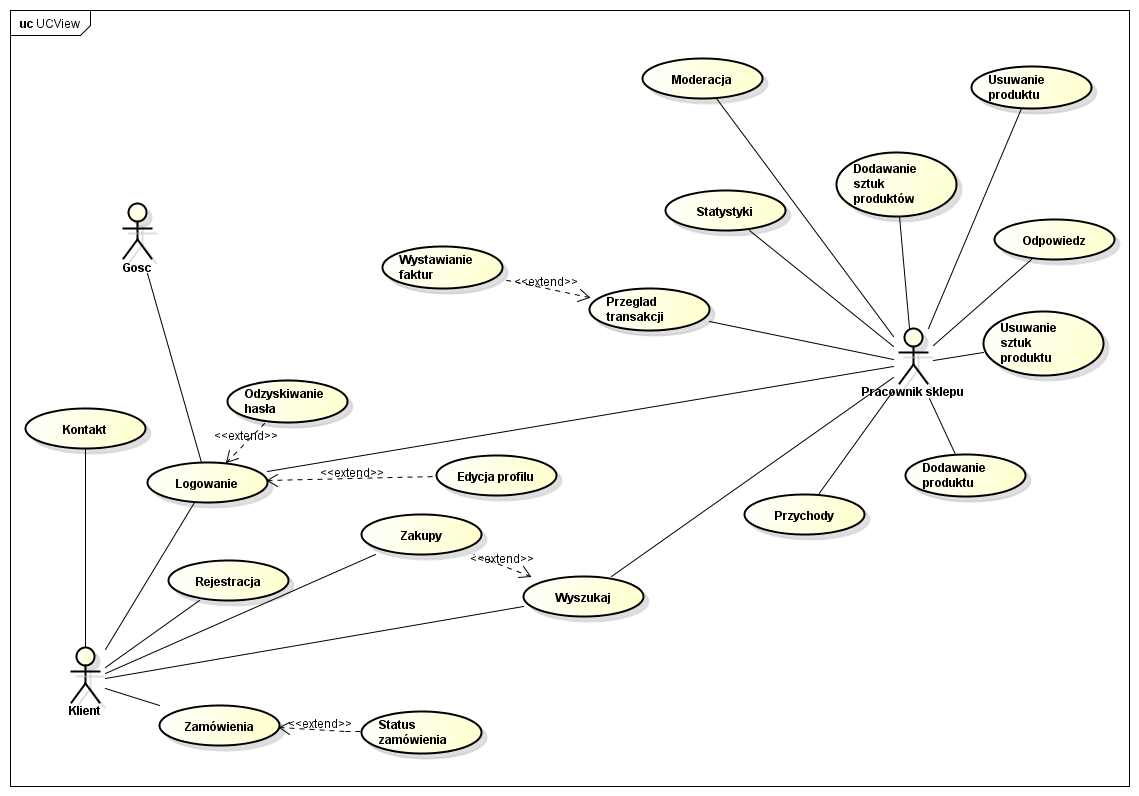 uc UCView
Moderacja
Usuwanie
produktu
Dodawanie
sztuk
produktów
Statystyki
Odpowiedz
Gosc
Wystawianie
faktur
<<extend>>
Przeglad
transakcji
Usuwanie
sztuk
produktu
Pracownik sklepu
Odzyskiwanie
hasła
Kontakt
<<extend>>
Logowanie
<<extend>>
Edycja profilu
Dodawanie
produktu
Przychody
Zakupy
<<extend>>
Rejestracja
Wyszukaj
Klient
Zamówienia
<<extend>>
Status
zamówienia